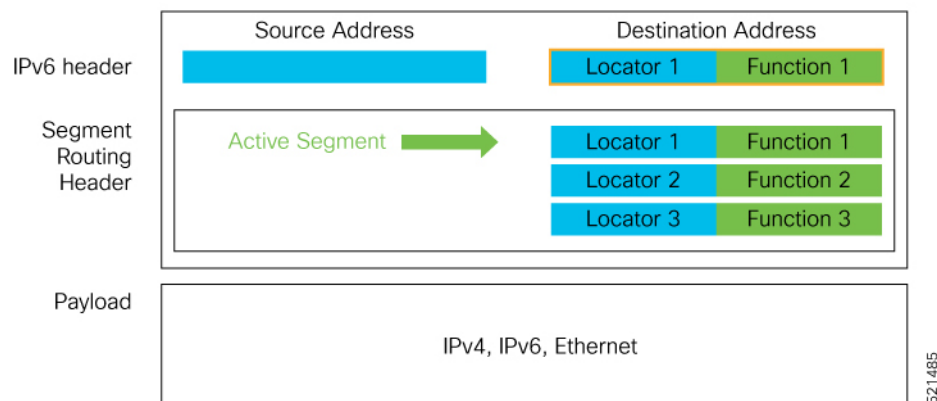 Source Address
Destination Address
IPv6 header
Locator 1
Function 1
Segment
Routing
Header
Active Segment
Locator 1
Function 1
Locator 2
Function 2
Locator 3
Function 3
Payload
IPv4, IPv6, Ethernet
521485